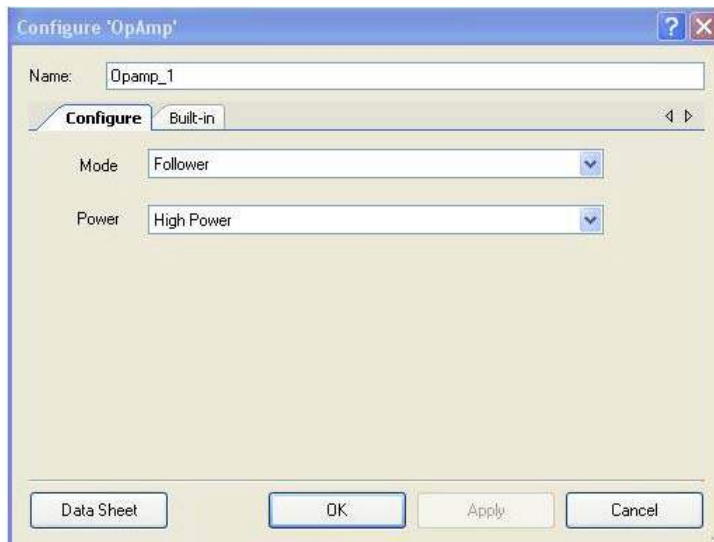 Configure 'OpAmp'
Name: Opamp_1
Configure Built-in
Mode Follower
Power High Power
Data Sheet OK Apply Cancel